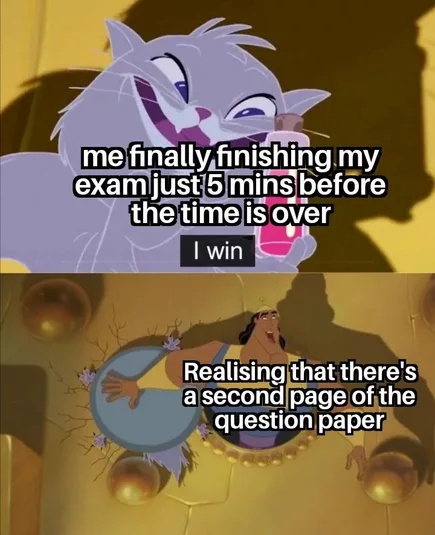 me finally finishing my
exam just 5 mins before
the time is over
I win
Realising that there's
a second page of the
question paper